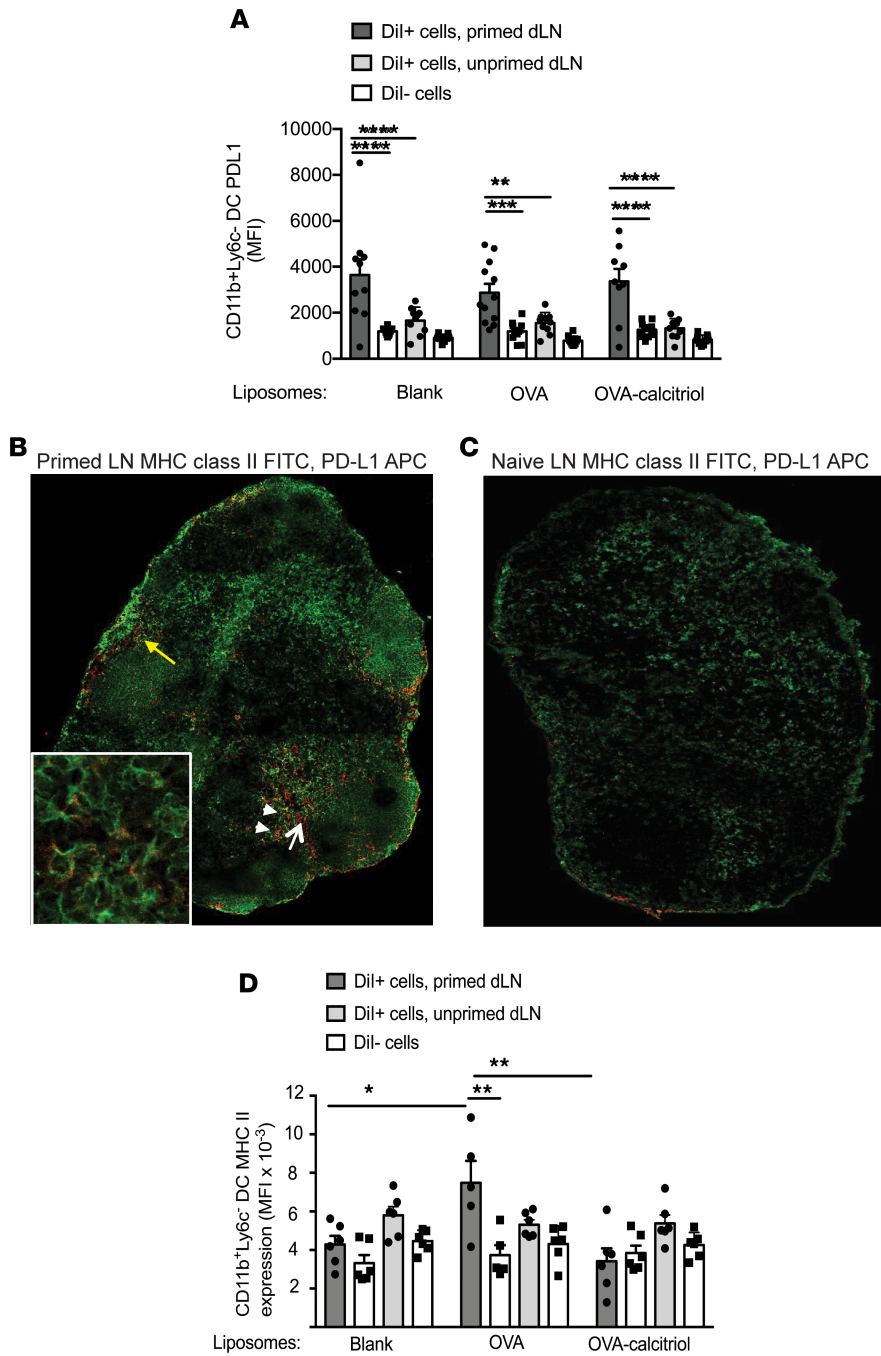 A
DiI+ cells, primed dLN
DiI+ cells, unprimed dLN
DiI- cells
CD11b+Ly6c- DC PDL1
(MFI)
10000
8000
6000
4000
2000
0
****
****
**
***
****
****
Liposomes: Blank OVA OVA-calcitriol
B
Primed LN MHC class II FITC, PD-L1 APC
C
Naive LN MHC class II FITC, PD-L1 APC
D
DiI+ cells, primed dLN
DiI+ cells, unprimed dLN
DiI- cells
CD11b⁺Ly6c⁻ DC MHC II
expression (MFI x 10⁻³)
12
10
8
6
4
2
*
**
**
Liposomes: Blank OVA OVA-calcitriol